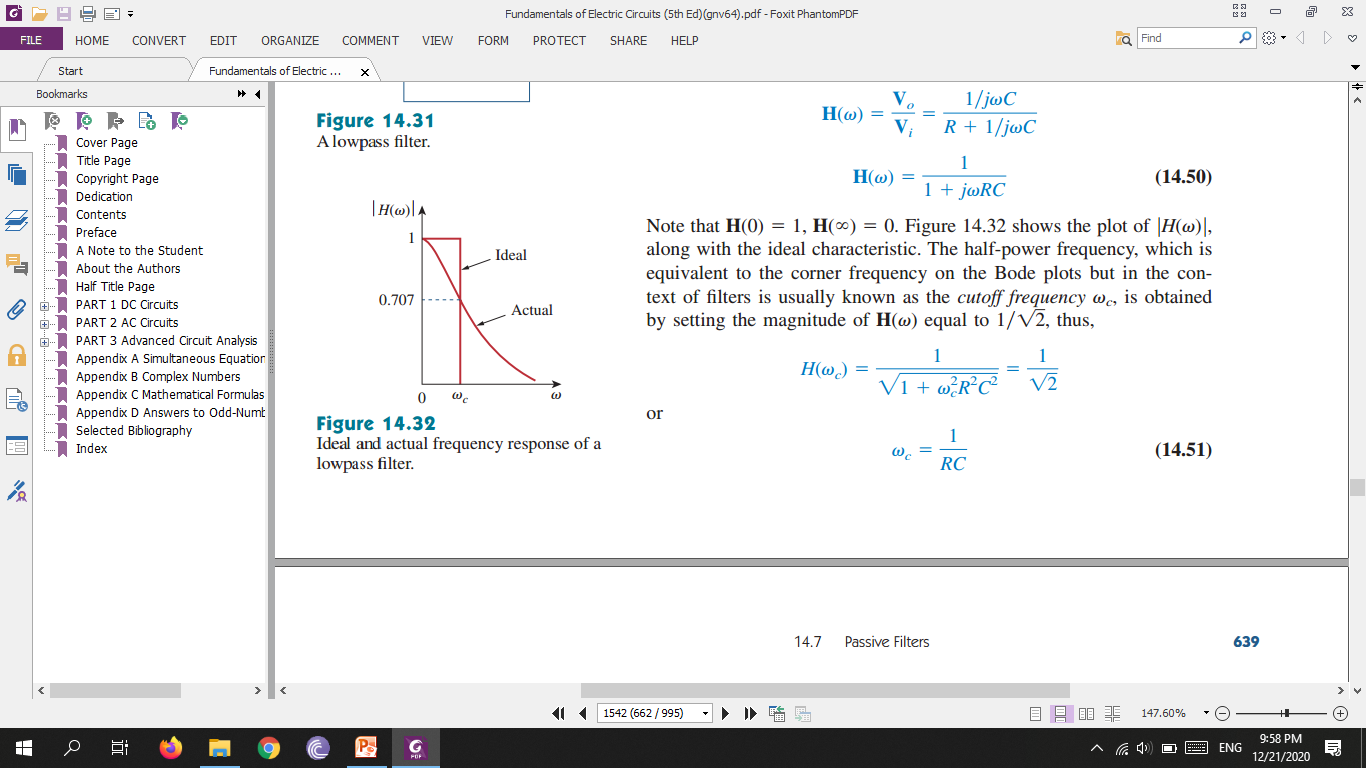 Fundamentals of Electric Circuits (5th Ed)(gnv64).pdf - Foxit PhantomPDF
FILE HOME CONVERT EDIT ORGANIZE COMMENT VIEW FORM PROTECT SHARE HELP
Find
Start
Fundamentals of Electric ...
Bookmarks
Cover Page
Title Page
Copyright Page
Dedication
Contents
Preface
A Note to the Student
About the Authors
Half Title Page
PART 1 DC Circuits
PART 2 AC Circuits
PART 3 Advanced Circuit Analysis
Appendix A Simultaneous Equation
Appendix B Complex Numbers
Appendix C Mathematical Formulas
Appendix D Answers to Odd-Numb
Selected Bibliography
Index
Figure 14.31
A lowpass filter.
|H(ω)|
1
Ideal
0.707
Actual
0 ω_c ω
Figure 14.32
Ideal and actual frequency response of a
lowpass filter.
H(ω) = V_o/V_i = (1/jωC)/(R + 1/jωC)
H(ω) = 1/(1 + jωRC) (14.50)
Note that H(0) = 1, H(∞) = 0. Figure 14.32 shows the plot of |H(ω)|,
along with the ideal characteristic. The half-power frequency, which is
equivalent to the corner frequency on the Bode plots but in the con-
text of filters is usually known as the cutoff frequency ω_c, is obtained
by setting the magnitude of H(ω) equal to 1/√2, thus,
H(ω_c) = 1/√(1 + ω_c²R²C²) = 1/√2
or
ω_c = 1/RC (14.51)
14.7 Passive Filters 639
1542 (662 / 995)
147.60%
ENG
9:58 PM
12/21/2020